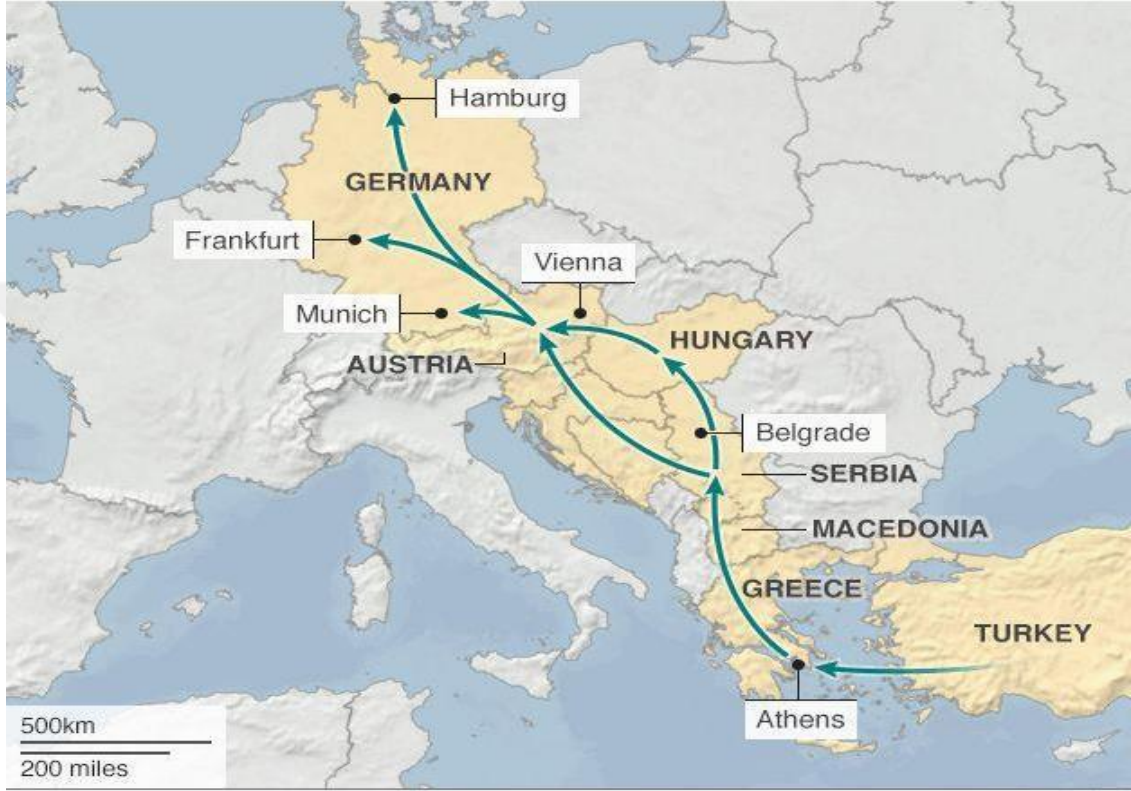 Hamburg
GERMANY
Frankfurt
Vienna
Munich
HUNGARY
AUSTRIA
Belgrade
SERBIA
MACEDONIA
GREECE
TURKEY
Athens
500km
200 miles